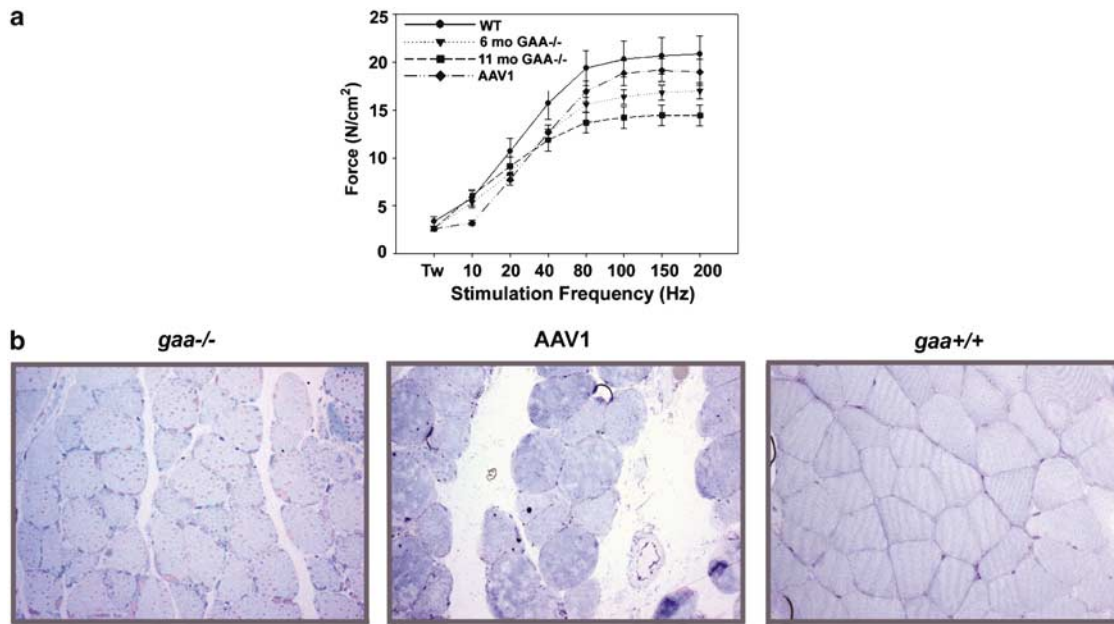 a
25
20
15
10
5
0
Force (N/cm²)
WT
6 mo GAA-/-
11 mo GAA-/-
AAV1
Tw 10 20 40 80 100 150 200
Stimulation Frequency (Hz)
b
gaa-/-
AAV1
gaa+/+